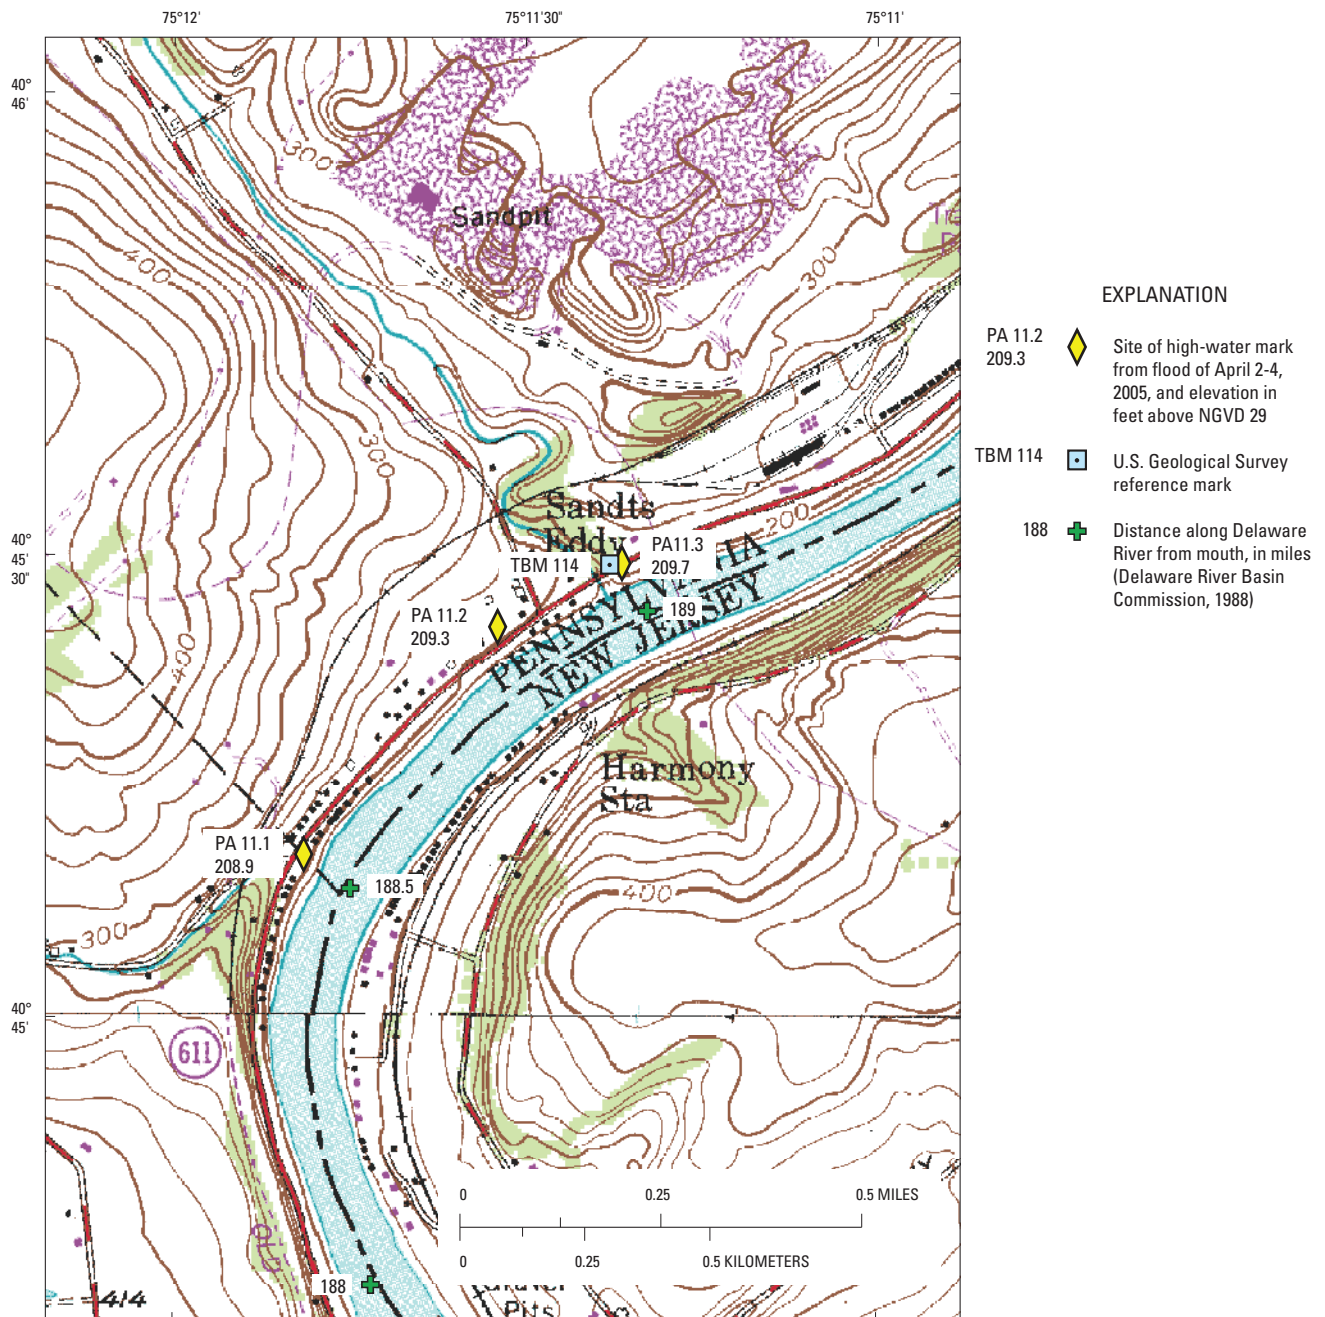 75°12'
75°11'30"
75°11'
40°
46'
300
Sandpit
400
300
300
40°
45'
30"
Sandts
Eddy
200
PA11.3
209.7
TBM 114
PENNSYLVANIA
NEW JERSEY
189
PA 11.2
209.3
400
Harmony
Sta
PA 11.1
208.9
188.5
400
300
40°
45'
611
OLD
188
414
Gravel
Pits
0
0.25
0.5 MILES
0
0.25
0.5 KILOMETERS
EXPLANATION
PA 11.2
209.3
Site of high-water mark
from flood of April 2-4,
2005, and elevation in
feet above NGVD 29
TBM 114
U.S. Geological Survey
reference mark
188
Distance along Delaware
River from mouth, in miles
(Delaware River Basin
Commission, 1988)